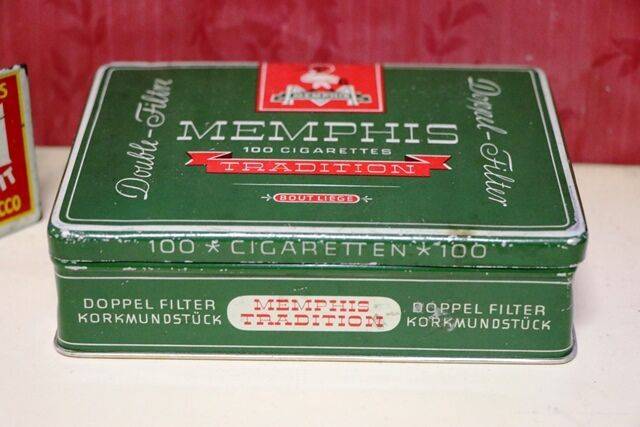 MEMPHIS
Double-Filter
Doppel-Filter
MEMPHIS
100 CIGARETTES
TRADITION
BOUT LIEGE
100 * CIGARETTEN * 100
DOPPEL FILTER
KORKMUNDSTÜCK
MEMPHIS
TRADITION
DOPPEL FILTER
KORKMUNDSTÜCK